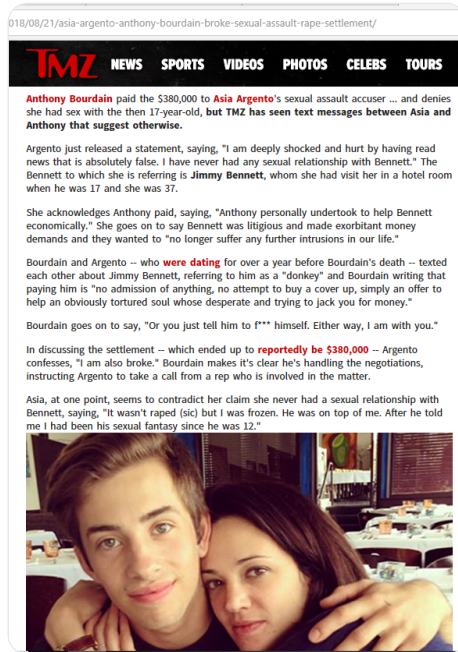 018/08/21/asia-argento-anthony-bourdain-broke-sexual-assault-rape-settlement/
TMZ NEWS SPORTS VIDEOS PHOTOS CELEBS TOURS
Anthony Bourdain paid the $380,000 to Asia Argento's sexual assault accuser ... and denies
she had sex with the then 17-year-old, but TMZ has seen text messages between Asia and
Anthony that suggest otherwise.
Argento just released a statement, saying, "I am deeply shocked and hurt by having read
news that is absolutely false. I have never had any sexual relationship with Bennett." The
Bennett to which she is referring is Jimmy Bennett, whom she had visit her in a hotel room
when he was 17 and she was 37.
She acknowledges Anthony paid, saying, "Anthony personally undertook to help Bennett
economically." She goes on to say Bennett was litigious and made exorbitant money
demands and they wanted to "no longer suffer any further intrusions in our life."
Bourdain and Argento -- who were dating for over a year before Bourdain's death -- texted
each other about Jimmy Bennett, referring to him as a "donkey" and Bourdain writing that
paying him is "no admission of anything, no attempt to buy a cover up, simply an offer to
help an obviously tortured soul whose desperate and trying to jack you for money."
Bourdain goes on to say, "Or you just tell him to f*** himself. Either way, I am with you."
In discussing the settlement -- which ended up to reportedly be $380,000 -- Argento
confesses, "I am also broke." Bourdain makes it's clear he's handling the negotiations,
instructing Argento to take a call from a rep who is involved in the matter.
Asia, at one point, seems to contradict her claim she never had a sexual relationship with
Bennett, saying, "It wasn't raped (sic) but I was frozen. He was on top of me. After he told
me I had been his sexual fantasy since he was 12."